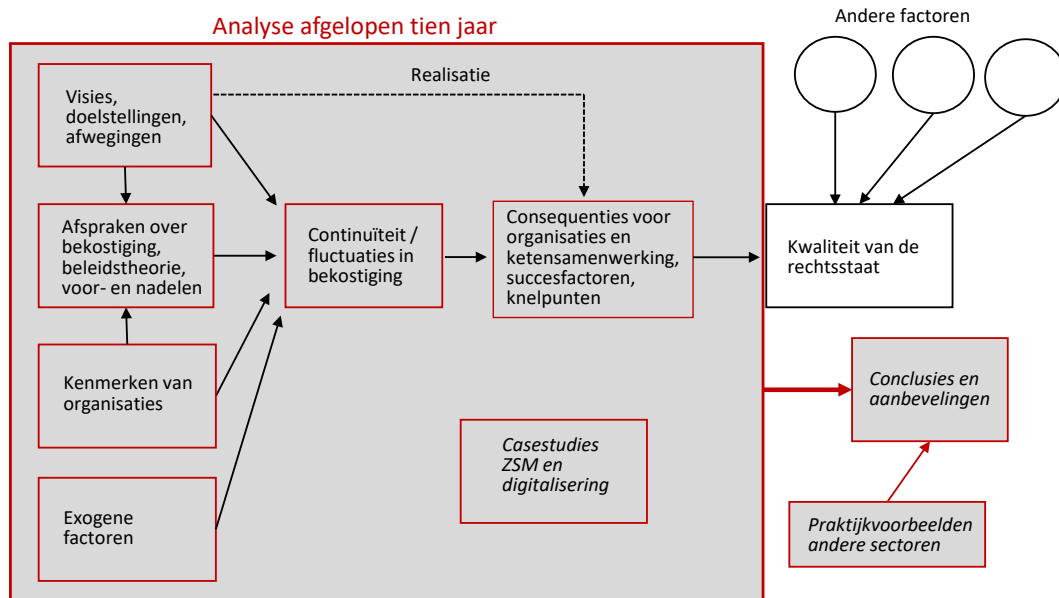 Analyse afgelopen tien jaar
Andere factoren
Realisatie
Visies,
doelstellingen,
afwegingen
Afspraken over
bekostiging,
beleidstheorie,
voor- en nadelen
Continuïteit /
fluctuaties in
bekostiging
Consequenties voor
organisaties en
ketensamenwerking,
succesfactoren,
knelpunten
Kwaliteit van de
rechtsstaat
Kenmerken van
organisaties
Conclusies en
aanbevelingen
Casestudies
ZSM en
digitalisering
Exogene
factoren
Praktijkvoorbeelden
andere sectoren